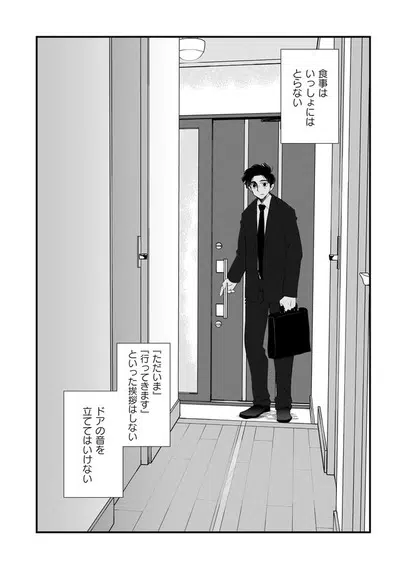 食事は
いっしょには
とらない
「ただいま」
「行ってきます」
といった挨拶はしない
ドアの音を
立ててはいけない